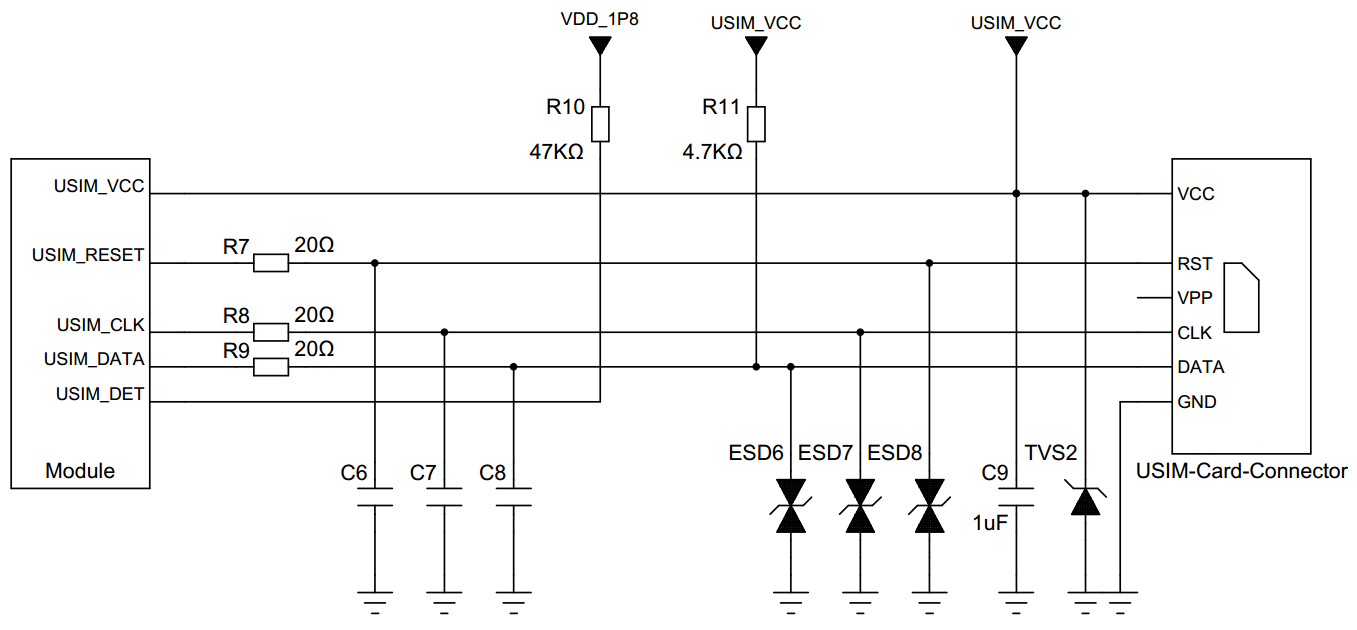 VDD_1P8
USIM_VCC
USIM_VCC
R10
47KΩ
R11
4.7KΩ
USIM_VCC
USIM_RESET
USIM_CLK
USIM_DATA
USIM_DET
Module
R7
20Ω
R8
20Ω
R9
20Ω
VCC
RST
VPP
CLK
DATA
GND
USIM-Card-Connector
C6
C7
C8
ESD6
ESD7
ESD8
C9
1uF
TVS2